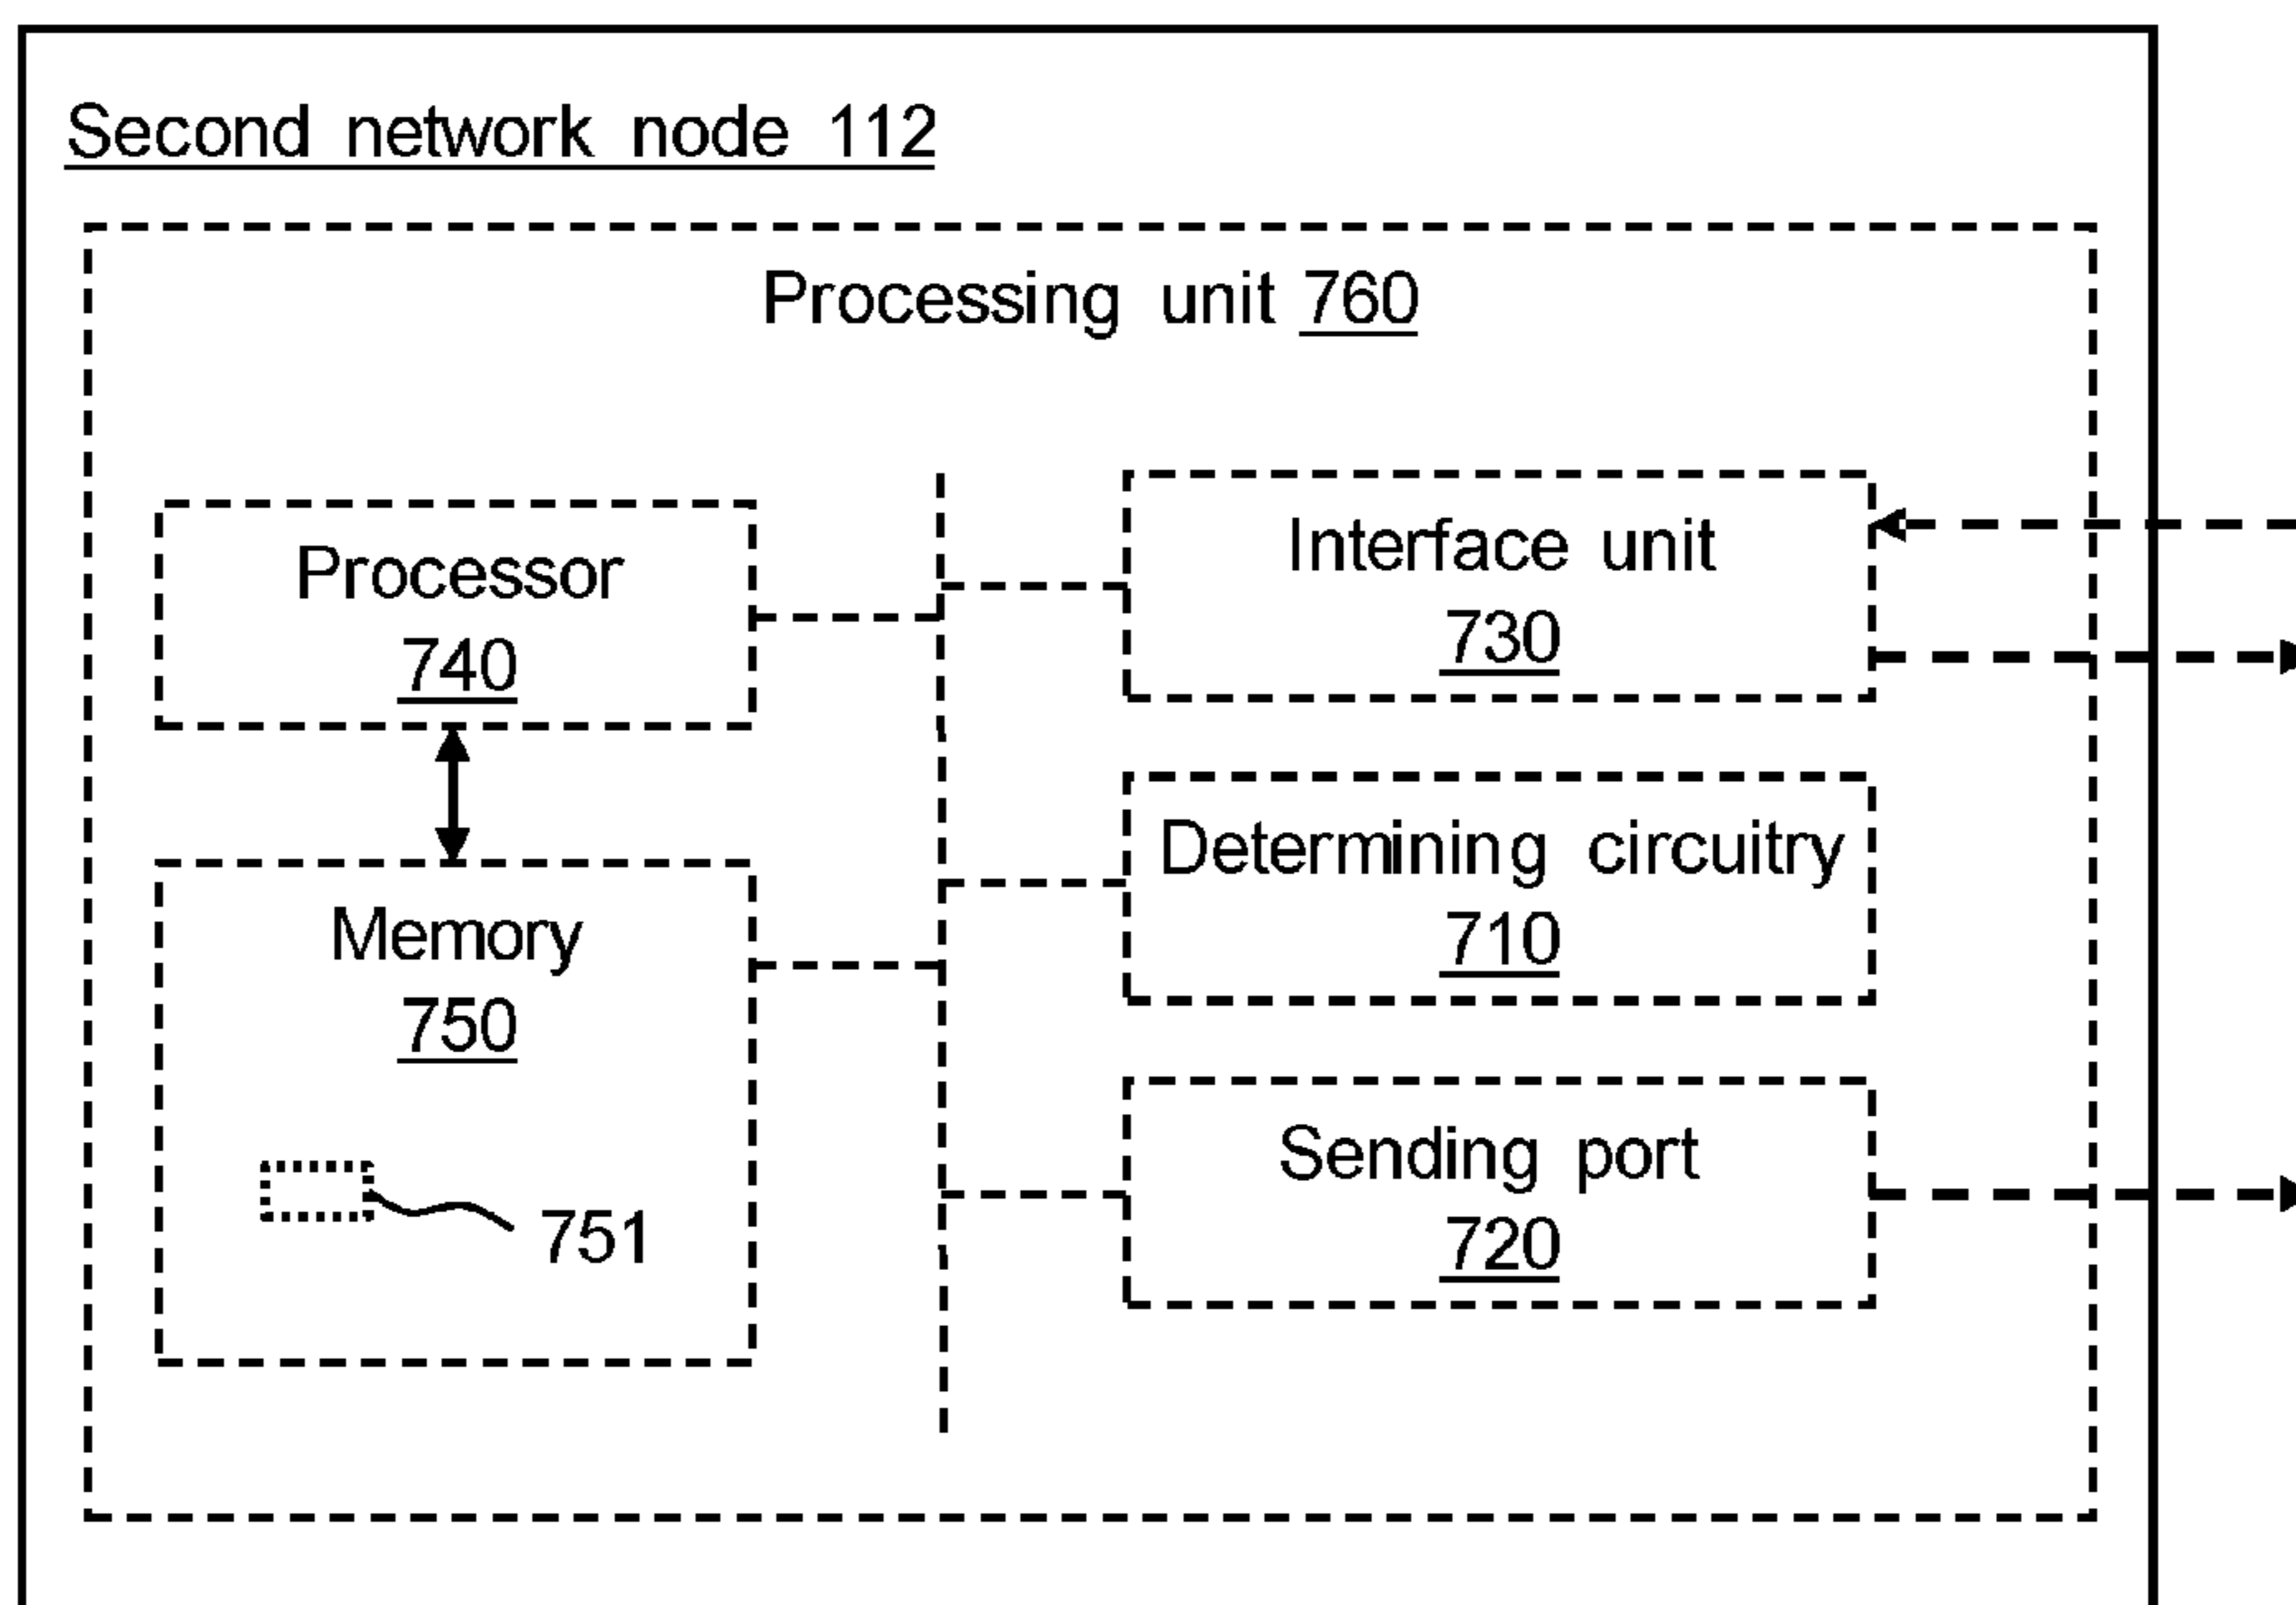 Second network node 112
Processing unit 760
Processor
740
Memory
750
751
Interface unit
730
Determining circuitry
710
Sending port
720